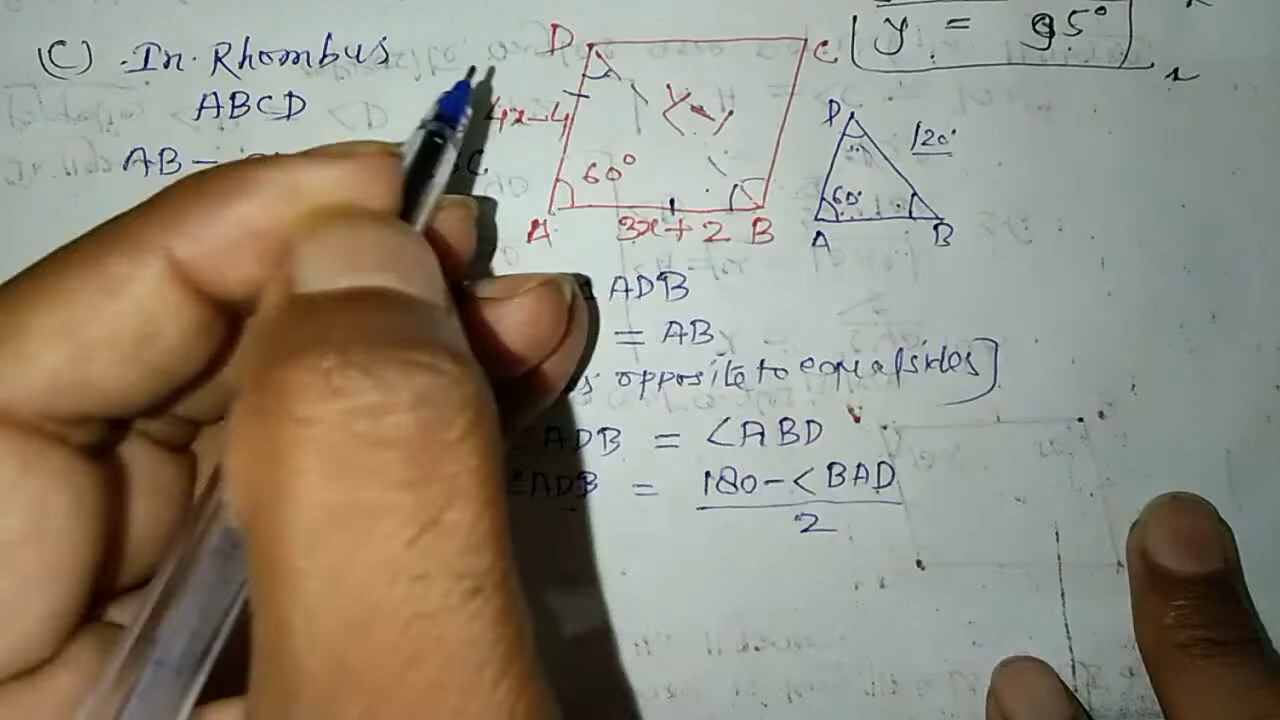 y = 95°
(C) In Rhombus
ABCD
AB =
D
C
4x-4
60°
A
3x+2
B
D
120°
60°
A
B
ADB
= AB
opposite to equal sides]
∠ADB = ∠ABD
∠ADB = 180-∠BAD
2